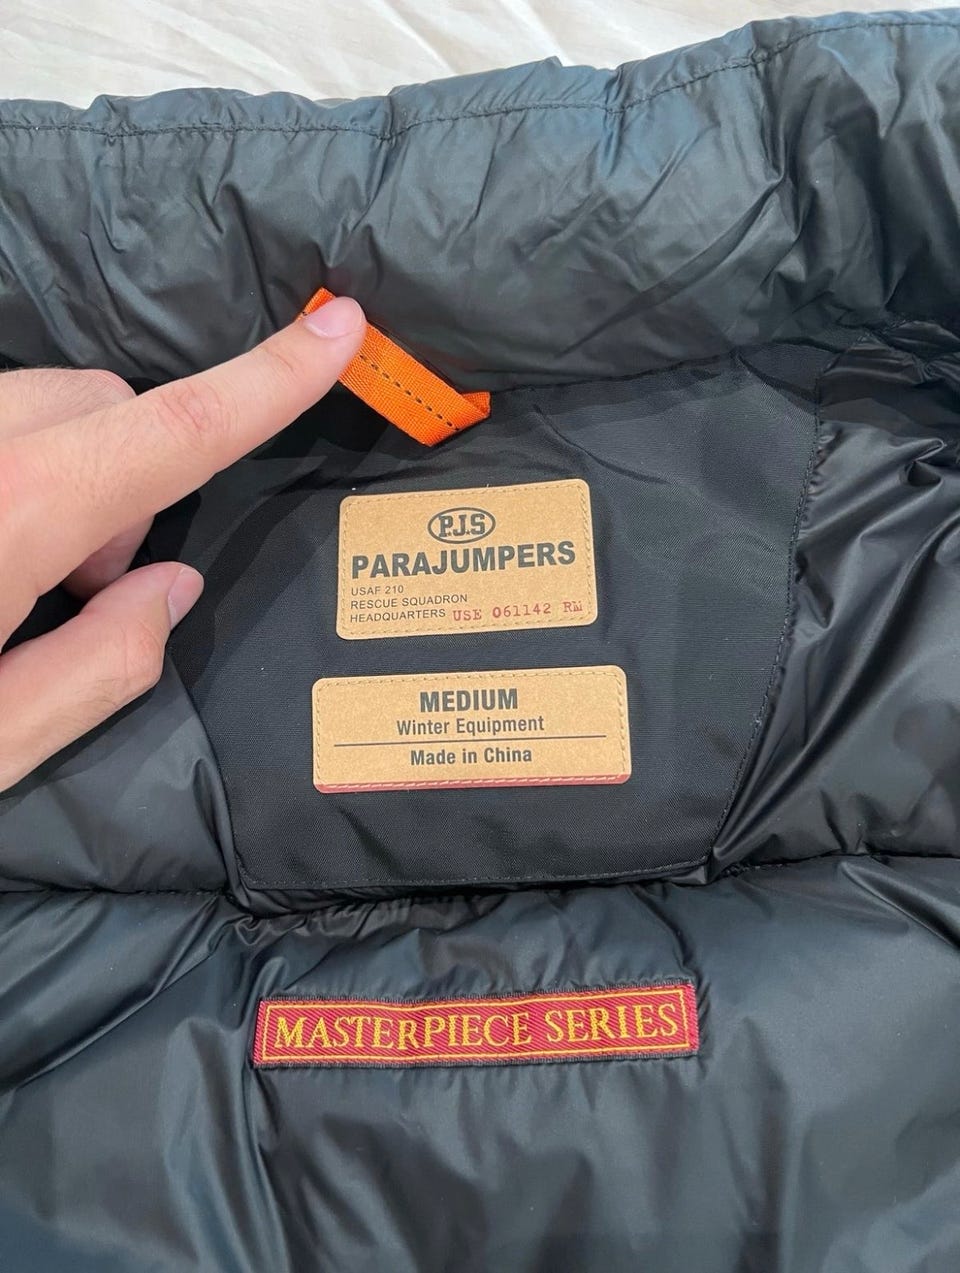 P.J.S
PARAJUMPERS
USAF 210
RESCUE SQUADRON
HEADQUARTERS USE 061142 RM
MEDIUM
Winter Equipment
Made in China
MASTERPIECE SERIES